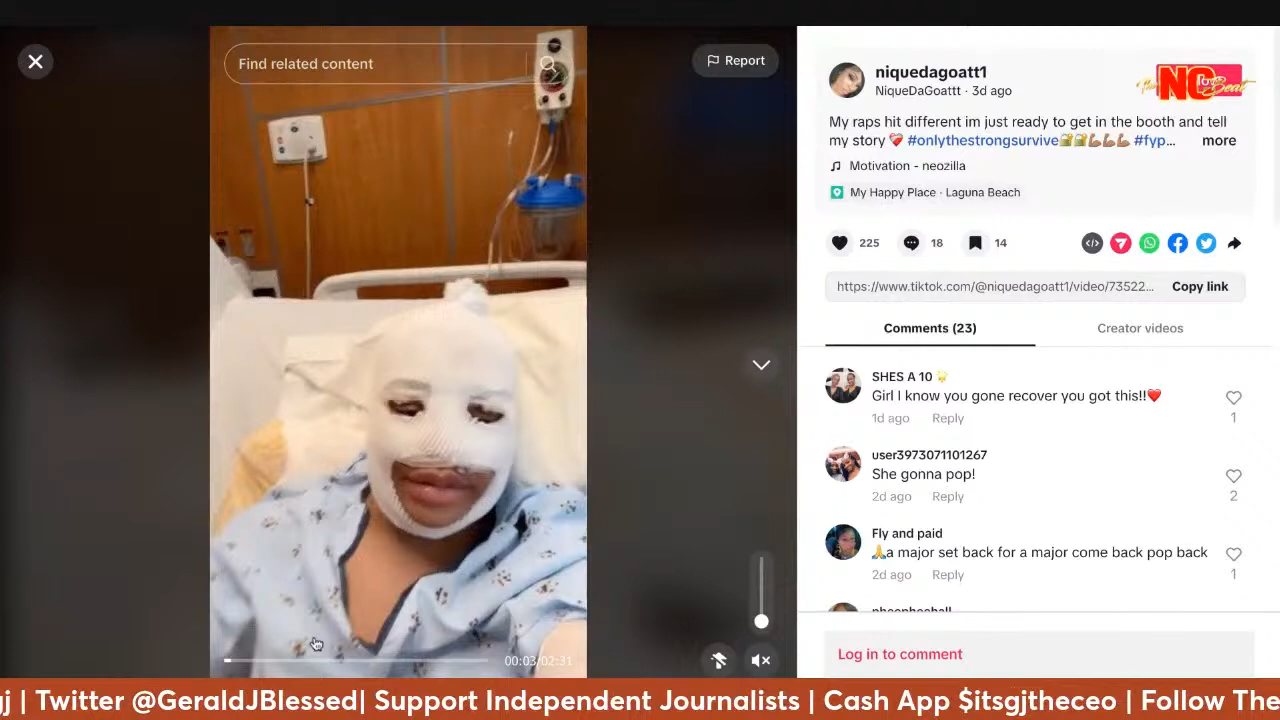 Find related content
Report
niquedagoatt1
NiqueDaGoattt · 3d ago
The NC Beat
My raps hit different im just ready to get in the booth and tell
my story ❤️‍🩹 #onlythestrongsurvive🔐🔐💪🏽💪🏽💪🏽 #fyp... more
Motivation - neozilla
My Happy Place · Laguna Beach
225
18
14
https://www.tiktok.com/@niquedagoatt1/video/73522... Copy link
Comments (23)
Creator videos
SHES A 10
Girl I know you gone recover you got this!!❤️
1d ago Reply
1
user3973071101267
She gonna pop!
2d ago Reply
2
Fly and paid
🙏a major set back for a major come back pop back
2d ago Reply
1
pheepheeball
00:03/02:31
Log in to comment
gj | Twitter @GeraldJBlessed| Support Independent Journalists | Cash App $itsgjtheceo | Follow The